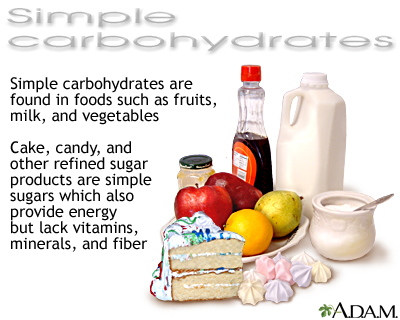 Simple
carbohydrates
Simple carbohydrates are
found in foods such as fruits,
milk, and vegetables
Cake, candy, and
other refined sugar
products are simple
sugars which also
provide energy
but lack vitamins,
minerals, and fiber
A.D.A.M.